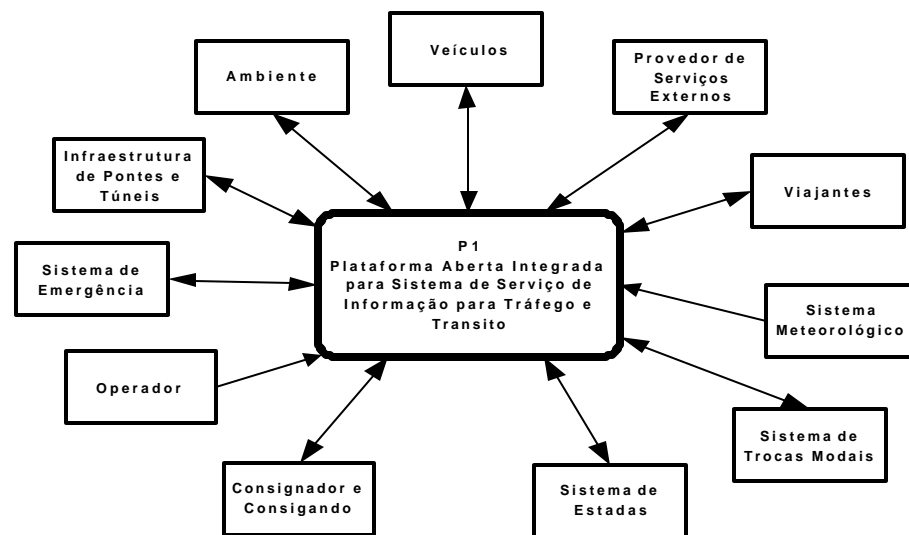 Veículos
Ambiente
Provedor de
Serviços
Externos
Infraestrutura
de Pontes e
Túneis
Viajantes
P1
Plataforma Aberta Integrada
para Sistema de Serviço de
Informação para Tráfego e
Transito
Sistema de
Emergência
Sistema
Meteorológico
Operador
Sistema de
Trocas Modais
Consignador e
Consigando
Sistema de
Estadas